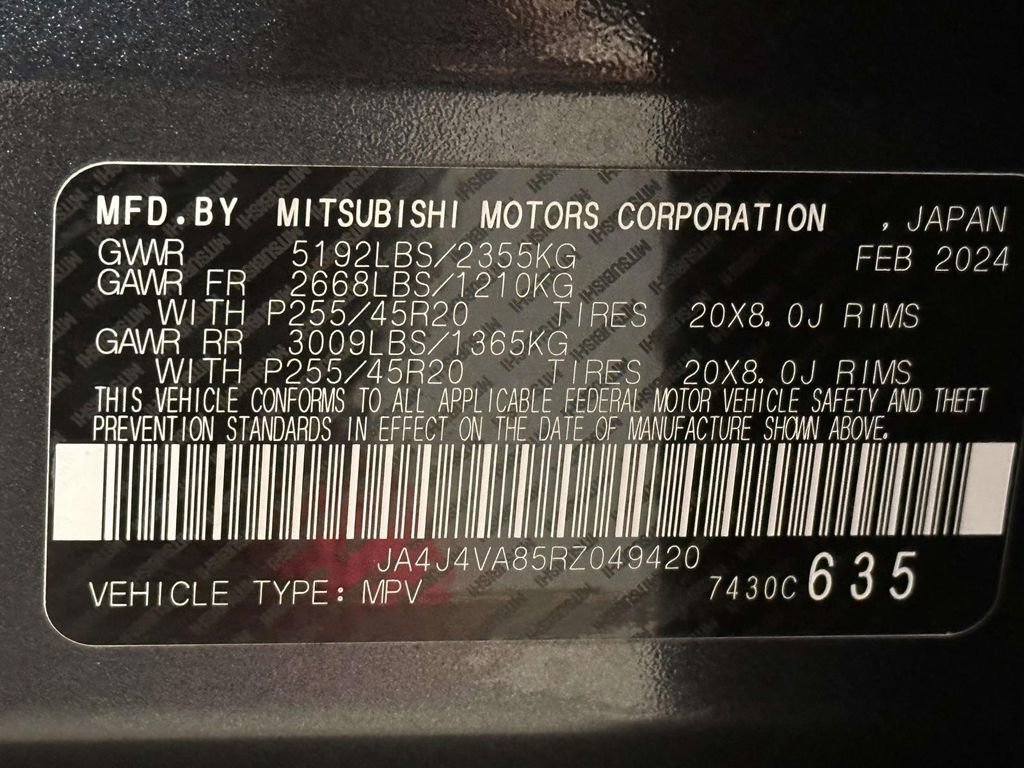 MFD.BY MITSUBISHI MOTORS CORPORATION , JAPAN
GVWR 5192LBS/2355KG FEB 2024
GAWR FR 2668LBS/1210KG
WITH P255/45R20 TIRES 20X8.0J RIMS
GAWR RR 3009LBS/1365KG
WITH P255/45R20 TIRES 20X8.0J RIMS
THIS VEHICLE CONFORMS TO ALL APPLICABLE FEDERAL MOTOR VEHICLE SAFETY AND THEFT
PREVENTION STANDARDS IN EFFECT ON THE DATE OF MANUFACTURE SHOWN ABOVE.
JA4J4VA85RZ049420
VEHICLE TYPE: MPV 7430C 635